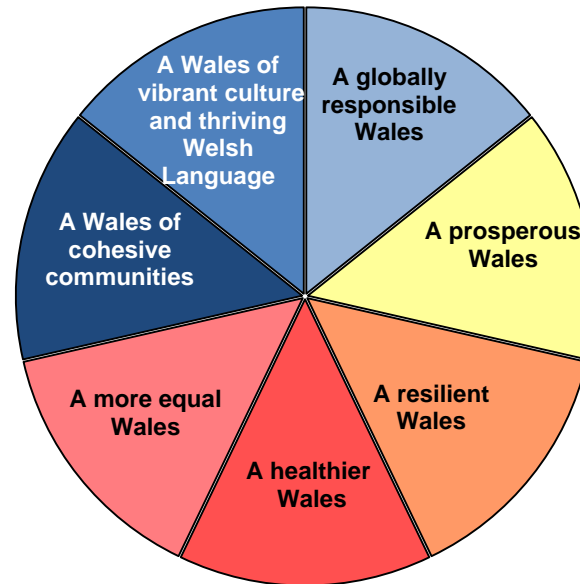 A Wales of
vibrant culture
and thriving
Welsh
Language
A globally
responsible
Wales
A prosperous
Wales
A resilient
Wales
A healthier
Wales
A more equal
Wales
A Wales of
cohesive
communities